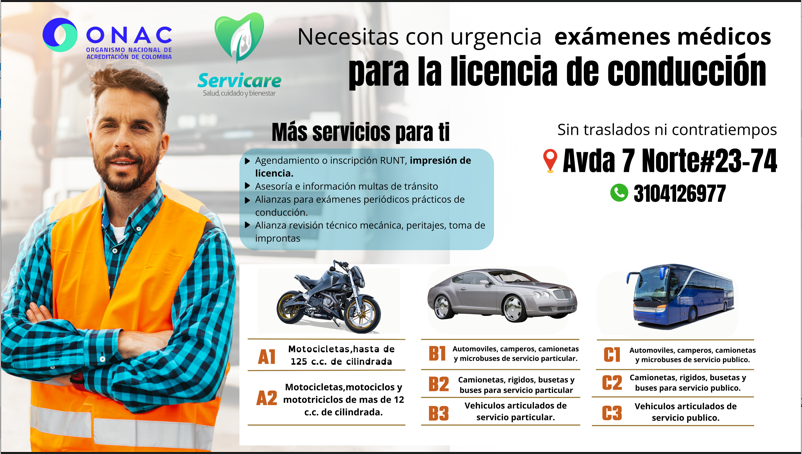 ONAC
ORGANISMO NACIONAL DE
ACREDITACIÓN DE COLOMBIA
Servicare
Salud, cuidado y bienestar
Necesitas con urgencia exámenes médicos
para la licencia de conducción
Más servicios para ti
Agendamiento o inscripción RUNT, impresión de
licencia.
Asesoría e información multas de tránsito
Alianzas para exámenes periódicos prácticos de
conducción.
Alianza revisión técnico mecánica, peritajes, toma de
improntas
Sin traslados ni contratiempos
Avda 7 Norte#23-74
3104126977
A1 Motocicletas,hasta de
125 c.c. de cilindrada
A2 Motocicletas,motociclos y
mototriciclos de mas de 12
c.c. de cilindrada.
B1 Automoviles, camperos, camionetas
y microbuses de servicio particular.
B2 Camionetas, rigidos, busetas y
buses para servicio particular
B3 Vehiculos articulados de
servicio particular.
C1 Automoviles, camperos, camionetas
y microbuses de servicio publico.
C2 Camionetas, rigidos, busetas y
buses para servicio publico.
C3 Vehiculos articulados de
servicio publico.